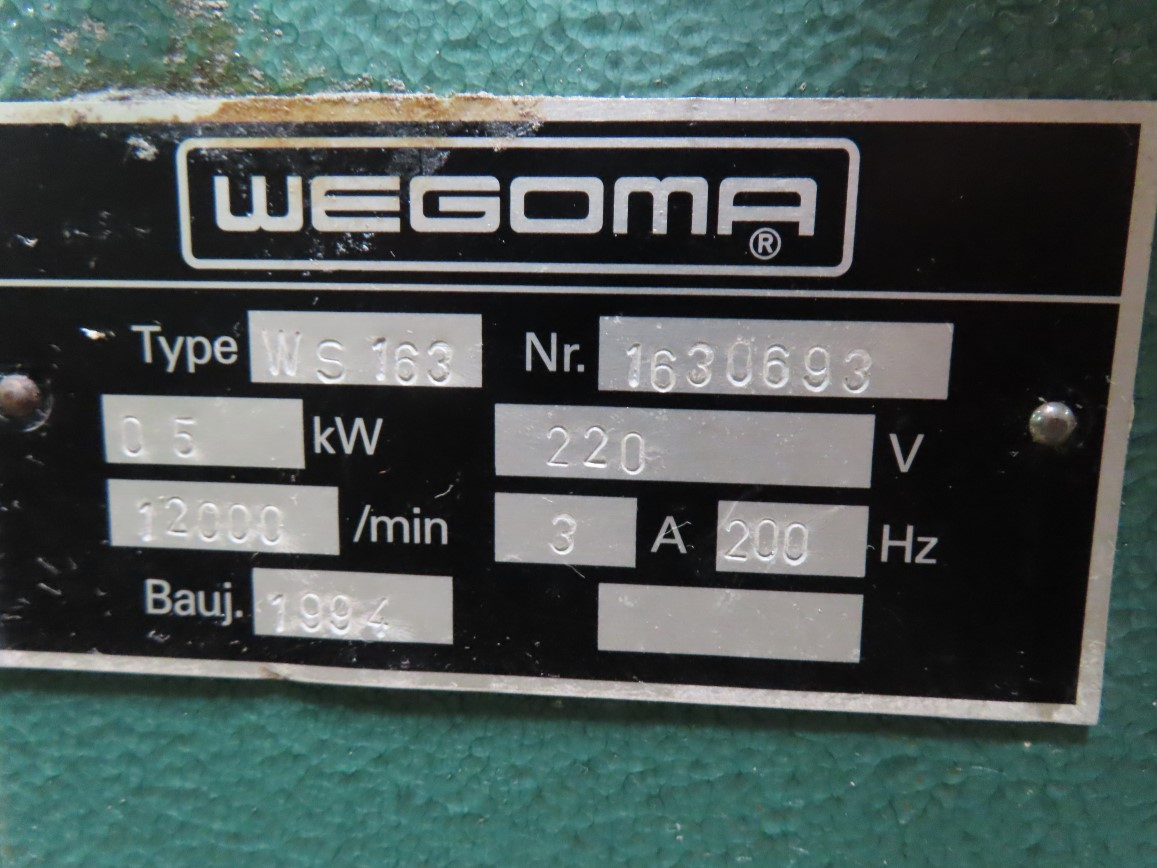 WEGOMA
®
Type WS 163 Nr. 1630693
0 5 kW 220 V
12000 /min 3 A 200 Hz
Bauj. 1994